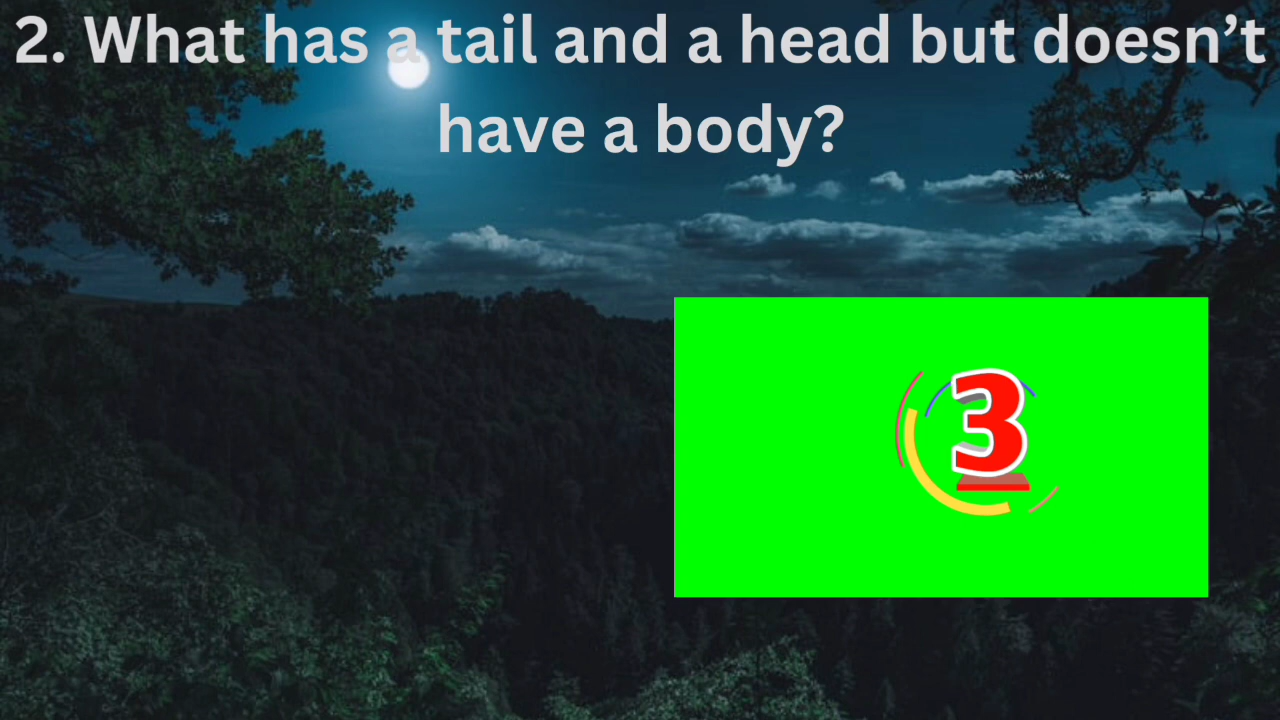 2. What has a tail and a head but doesn’t
have a body?
3